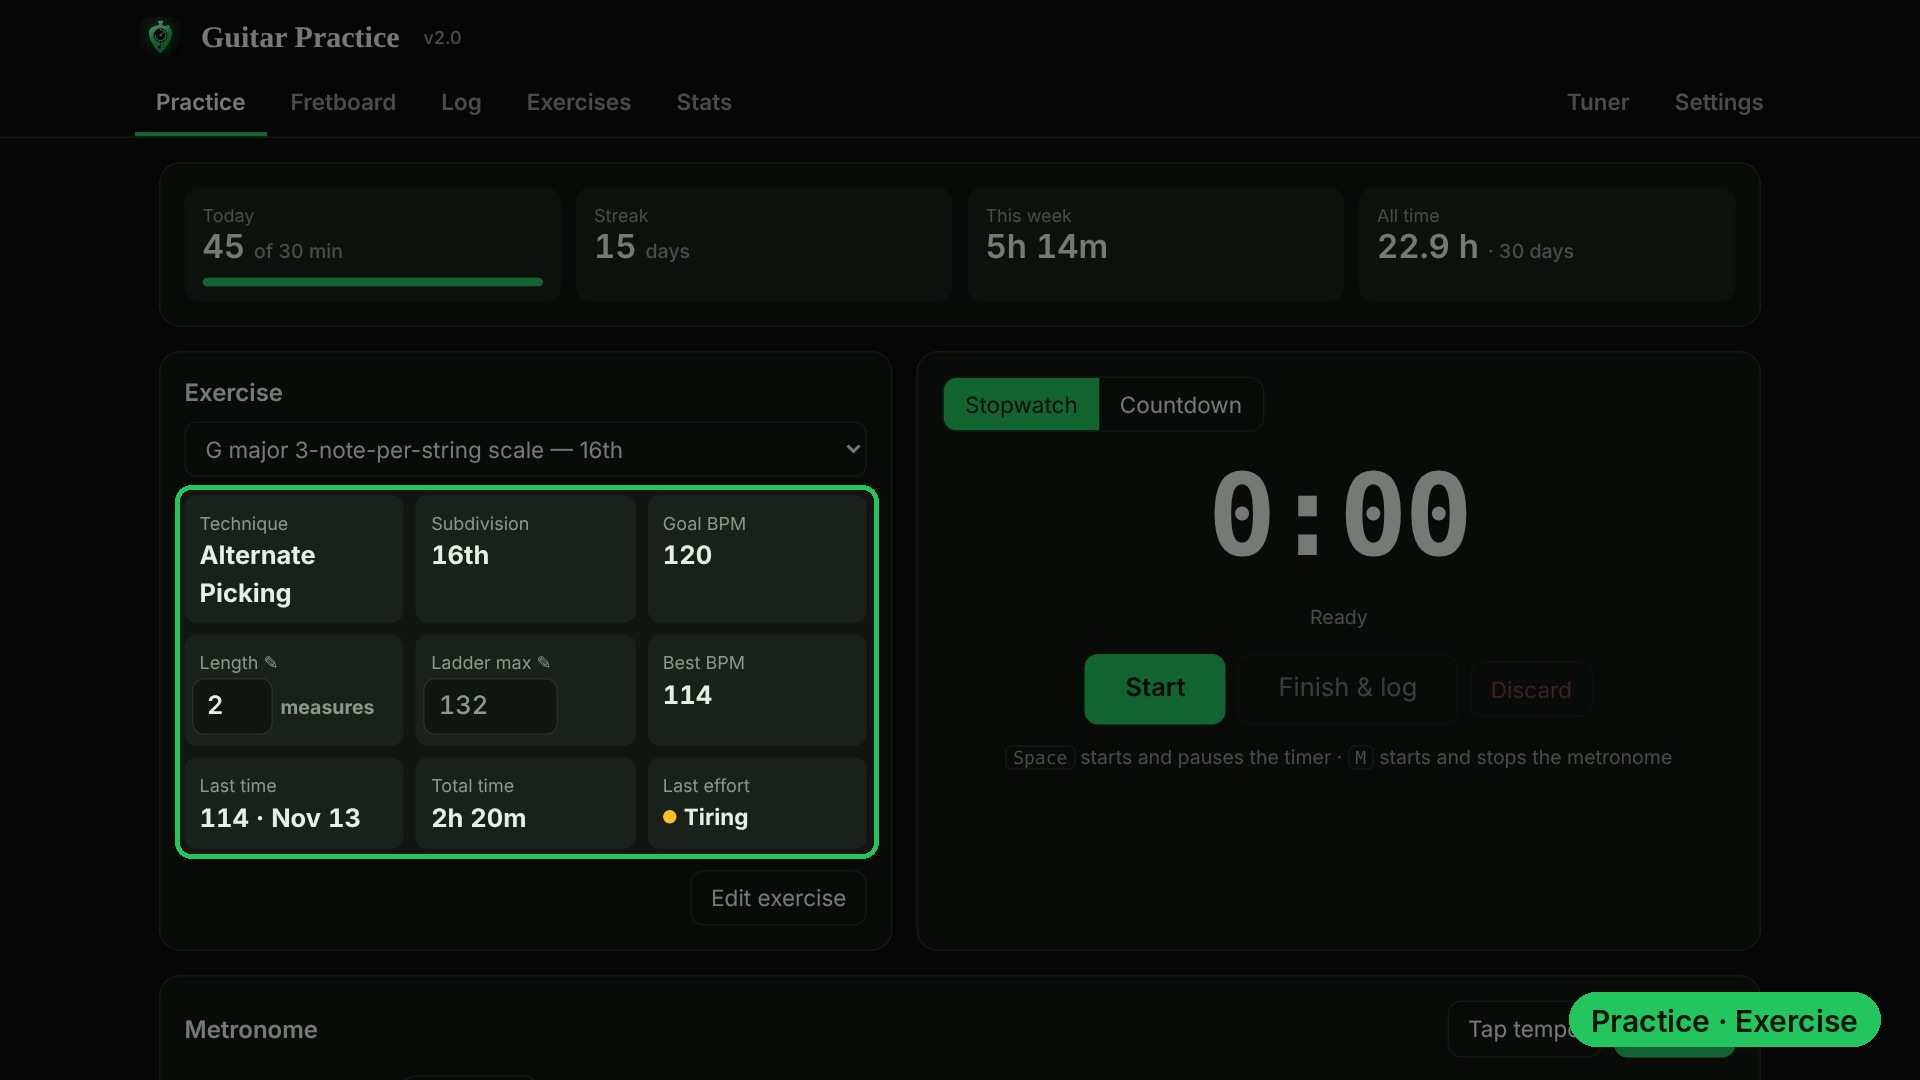 Guitar Practice v2.0
Practice Fretboard Log Exercises Stats Tuner Settings
Today
45 of 30 min
Streak
15 days
This week
5h 14m
All time
22.9 h · 30 days
Exercise
G major 3-note-per-string scale — 16th
Technique
Alternate
Picking
Subdivision
16th
Goal BPM
120
Length ✎
2 measures
Ladder max ✎
132
Best BPM
114
Last time
114 · Nov 13
Total time
2h 20m
Last effort
Tiring
Edit exercise
Stopwatch Countdown
0:00
Ready
Start Finish & log Discard
Space starts and pauses the timer · M starts and stops the metronome
Metronome
Tap tempo
Practice · Exercise